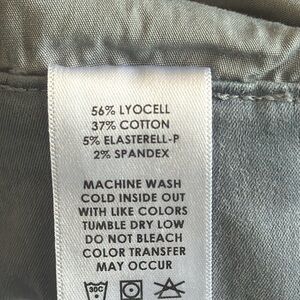 56% LYOCELL
37% COTTON
5% ELASTERELL-P
2% SPANDEX
MACHINE WASH
COLD INSIDE OUT
WITH LIKE COLORS
TUMBLE DRY LOW
DO NOT BLEACH
COLOR TRANSFER
MAY OCCUR
30C